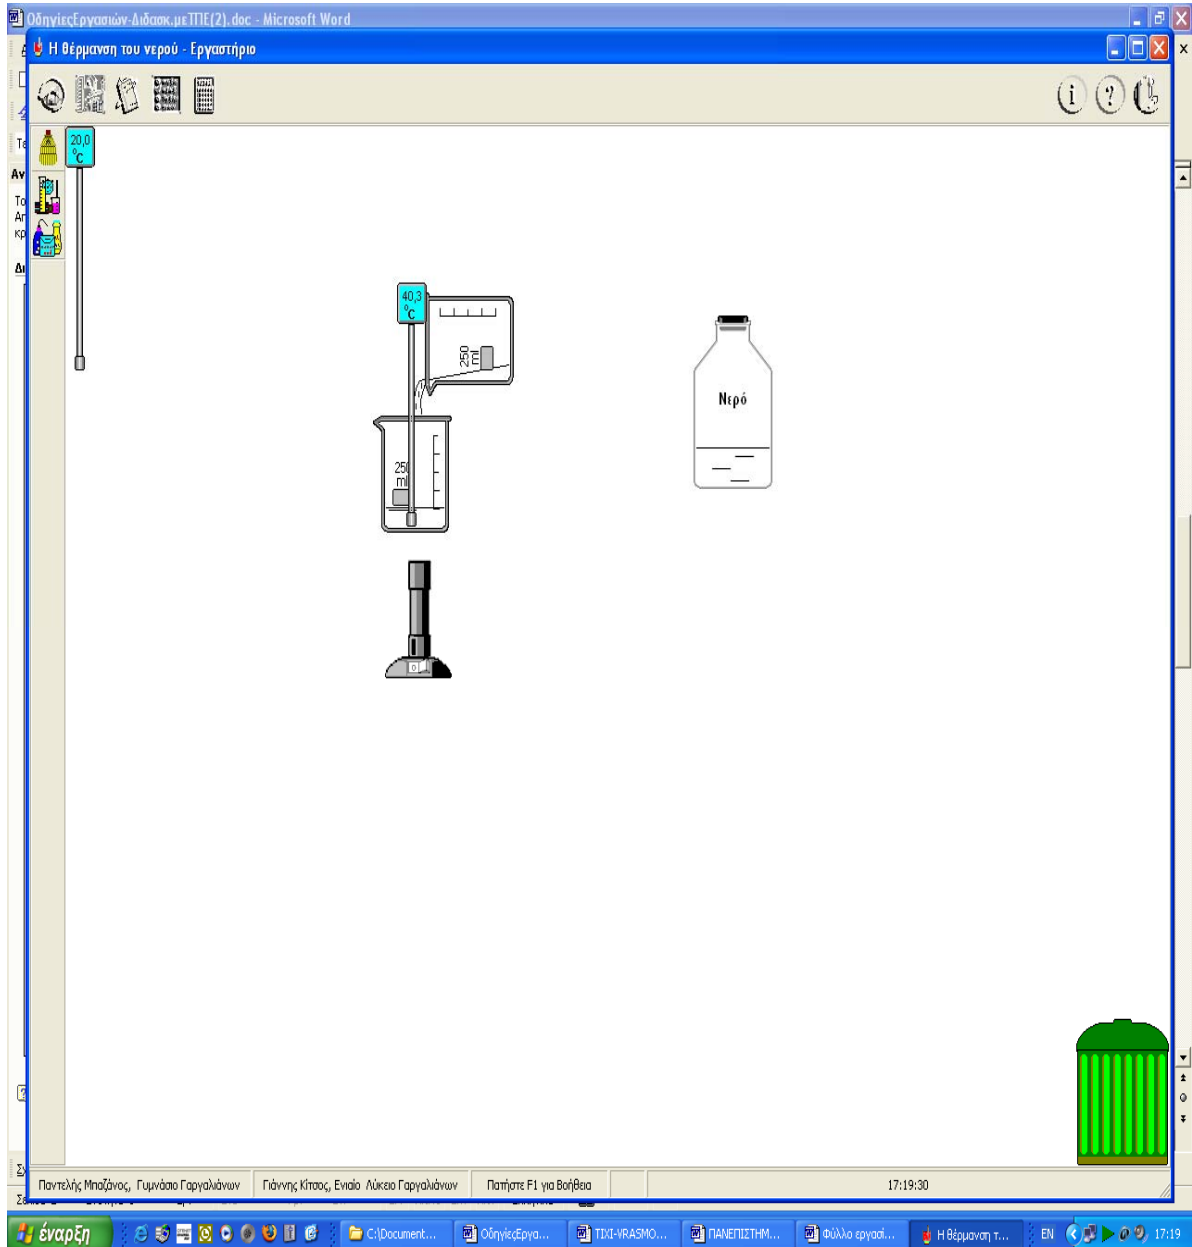 ΟδηγίεςΕργασιών-Διδασκ.μεΤΠΕ(2).doc - Microsoft Word
Η θέρμανση του νερού - Εργαστήριο
20,0
°C
40,3
°C
250
ml
Νερό
250
ml
0
Παντελής Μπαζάνος, Γυμνάσιο Γαργαλιάνων
Γιάννης Κίτσος, Ενιαίο Λύκειο Γαργαλιάνων
Πατήστε F1 για Βοήθεια
17:19:30
έναρξη
C:\Document...
ΟδηγίεςΕργα...
TIXI-VRASMO...
ΠΑΝΕΠΙΣΤΗΜ...
Φύλλο εργασί...
Η θέρμανση τ...
EN
17:19